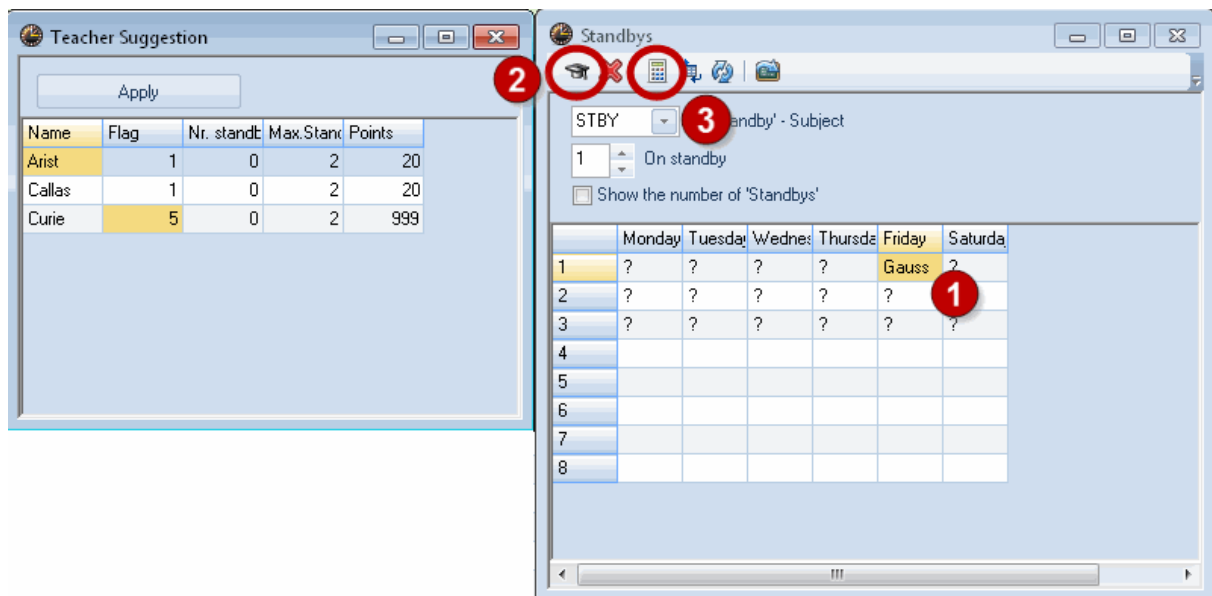 Teacher Suggestion
Apply
Name Flag Nr. standb Max.Stand Points
Arist 1 0 2 20
Callas 1 0 2 20
Curie 5 0 2 999
2
Standbys
3
STBY andby' - Subject
1 On standby
Show the number of 'Standbys'
Monday Tuesday Wednes Thursda Friday Saturda
1 ? ? ? ? Gauss ?
1
2 ? ? ? ? ?
3 ? ? ? ? ? ?
4
5
6
7
8